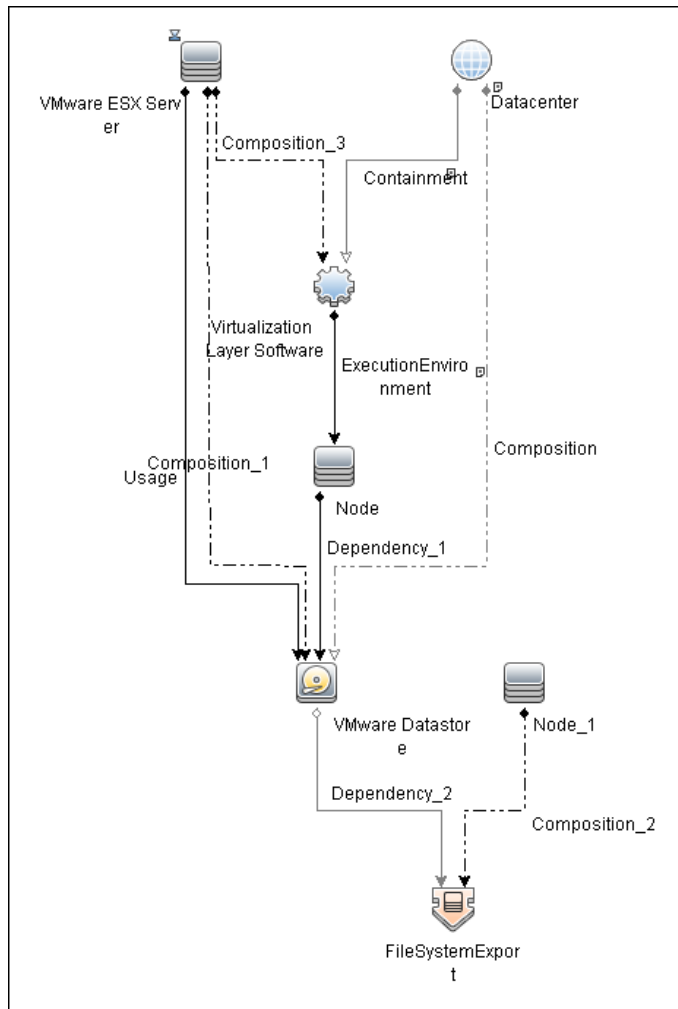 VMware ESX Serv
er
Datacenter
Composition_3
Containment
Virtualization
Layer Software
ExecutionEnviro
nment
Composition
Composition_1
Usage
Node
Dependency_1
VMware Datastor
e
Node_1
Dependency_2
Composition_2
FileSystemExpor
t